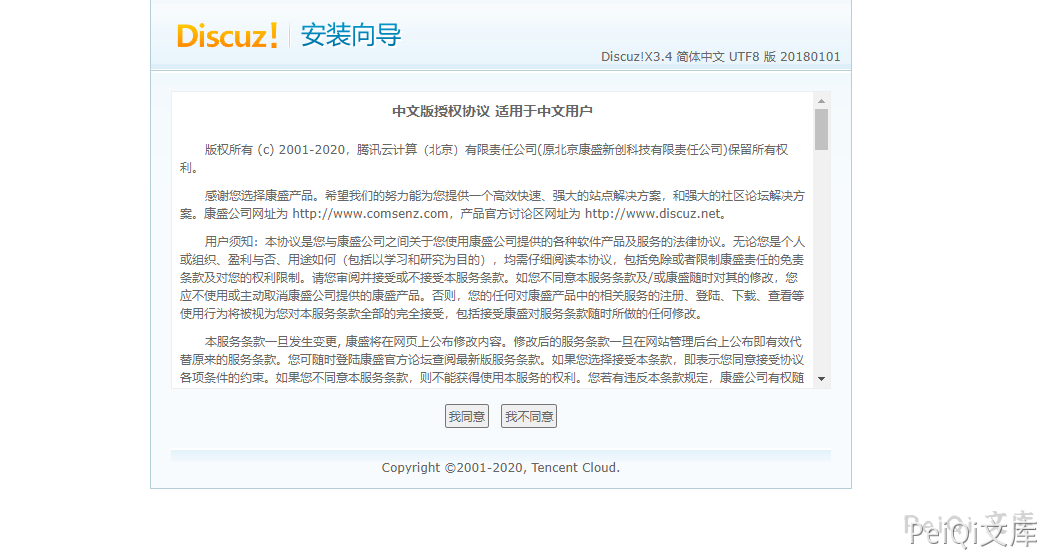 Discuz! 安装向导
Discuz!X3.4 简体中文 UTF8 版 20180101
中文版授权协议 适用于中文用户
版权所有 (c) 2001-2020，腾讯云计算（北京）有限责任公司(原北京康盛新创科技有限责任公司)保留所有权
利。
感谢您选择康盛产品。希望我们的努力能为您提供一个高效快速、强大的站点解决方案，和强大的社区论坛解决方
案。康盛公司网址为 http://www.comsenz.com，产品官方讨论区网址为 http://www.discuz.net。
用户须知：本协议是您与康盛公司之间关于您使用康盛公司提供的各种软件产品及服务的法律协议。无论您是个人
或组织、盈利与否、用途如何（包括以学习和研究为目的），均需仔细阅读本协议，包括免除或者限制康盛责任的免责
条款及对您的权利限制。请您审阅并接受或不接受本服务条款。如您不同意本服务条款及/或康盛随时对其的修改，您
应不使用或主动取消康盛公司提供的康盛产品。否则，您的任何对康盛产品中的相关服务的注册、登陆、下载、查看等
使用行为将被视为您对本服务条款全部的完全接受，包括接受康盛对服务条款随时所做的任何修改。
本服务条款一旦发生变更, 康盛将在网页上公布修改内容。修改后的服务条款一旦在网站管理后台上公布即有效代
替原来的服务条款。您可随时登陆康盛官方论坛查阅最新版服务条款。如果您选择接受本条款，即表示您同意接受协议
各项条件的约束。如果您不同意本服务条款，则不能获得使用本服务的权利。您若有违反本条款规定，康盛公司有权随
我同意 我不同意
Copyright ©2001-2020, Tencent Cloud.
PeiQi 文库
PeiQi文库